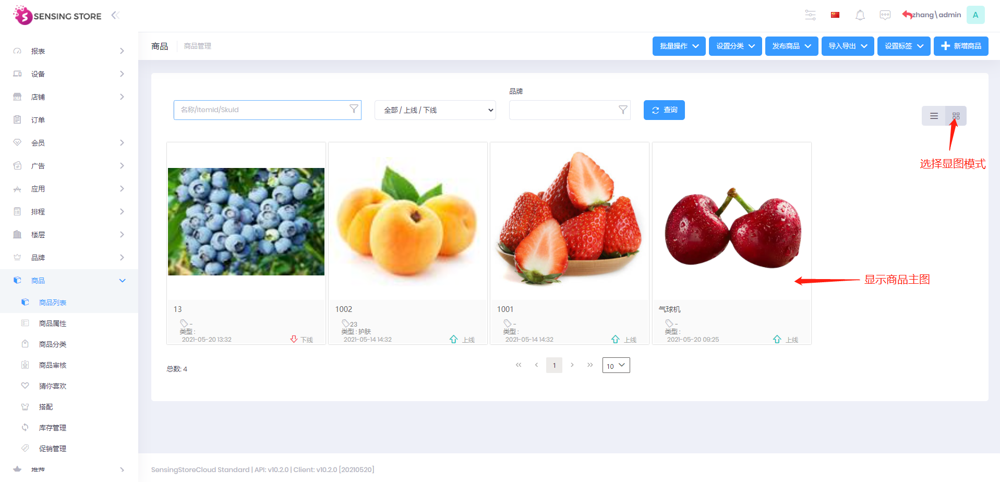 SENSING STORE
zhang\admin
A
报表
设备
店铺
订单
会员
广告
应用
排程
楼层
品牌
商品
商品列表
商品属性
商品分类
商品审核
猜你喜欢
搭配
库存管理
促销管理
推荐
商品
商品管理
批量操作
设置分类
发布商品
导入导出
设置标签
新增商品
品牌
名称/ItemId/SkuId
全部 / 上线 / 下线
查询
选择显图模式
显示商品主图
13
-
类型 :
2021-05-20 13:32
下线
1002
23
类型 : 护肤
2021-05-14 14:32
上线
1001
-
类型 :
2021-05-14 14:32
上线
气球机
-
类型 :
2021-05-20 09:25
上线
总数: 4
1
10
SensingStoreCloud Standard | API: v10.2.0 | Client: v10.2.0 [20210520]